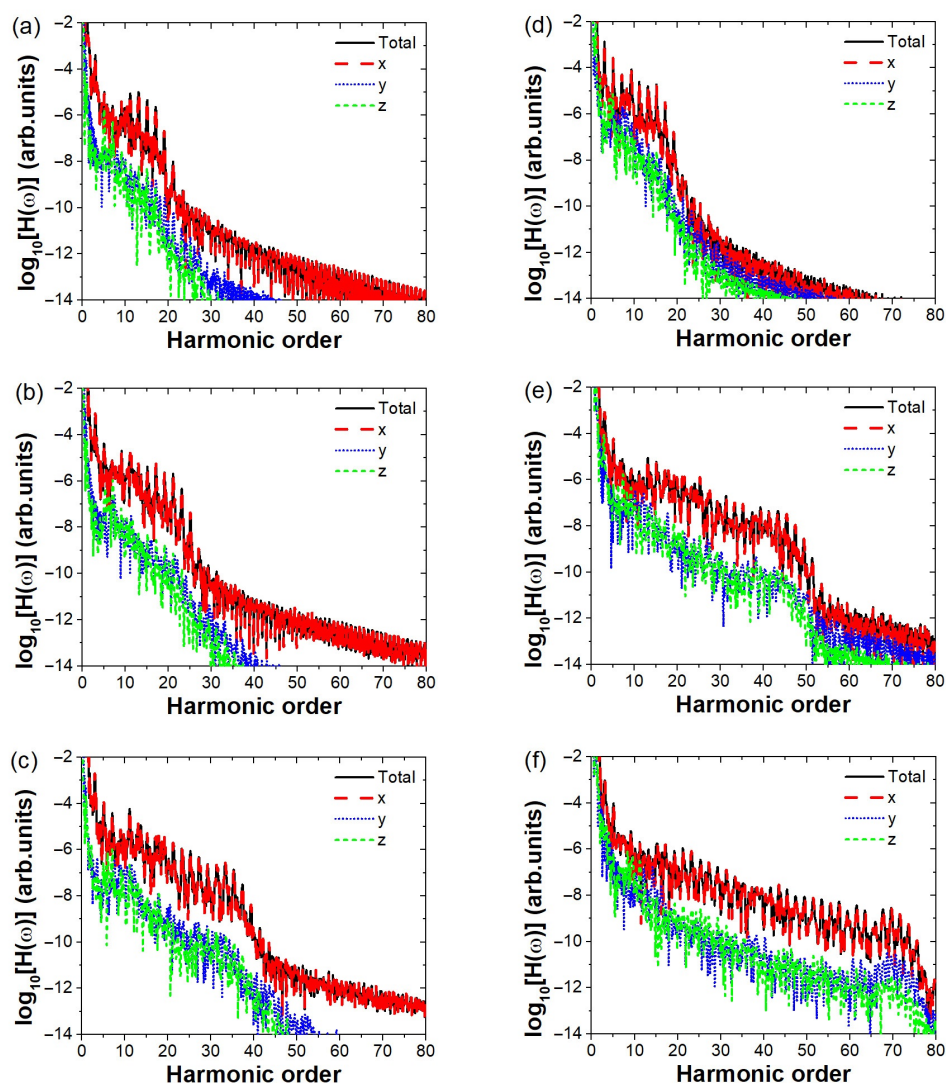 (a)
log10[H(ω)] (arb.units)
−2
−4
−6
−8
−10
−12
−14
0 10 20 30 40 50 60 70 80
Harmonic order
Total
x
y
z
(d)
log10[H(ω)] (arb.units)
−2
−4
−6
−8
−10
−12
−14
0 10 20 30 40 50 60 70 80
Harmonic order
Total
x
y
z
(b)
log10[H(ω)] (arb.units)
−2
−4
−6
−8
−10
−12
−14
0 10 20 30 40 50 60 70 80
Harmonic order
Total
x
y
z
(e)
log10[H(ω)] (arb.units)
−2
−4
−6
−8
−10
−12
−14
0 10 20 30 40 50 60 70 80
Harmonic order
Total
x
y
z
(c)
log10[H(ω)] (arb.units)
−2
−4
−6
−8
−10
−12
−14
0 10 20 30 40 50 60 70 80
Harmonic order
Total
x
y
z
(f)
log10[H(ω)] (arb.units)
−2
−4
−6
−8
−10
−12
−14
0 10 20 30 40 50 60 70 80
Harmonic order
Total
x
y
z